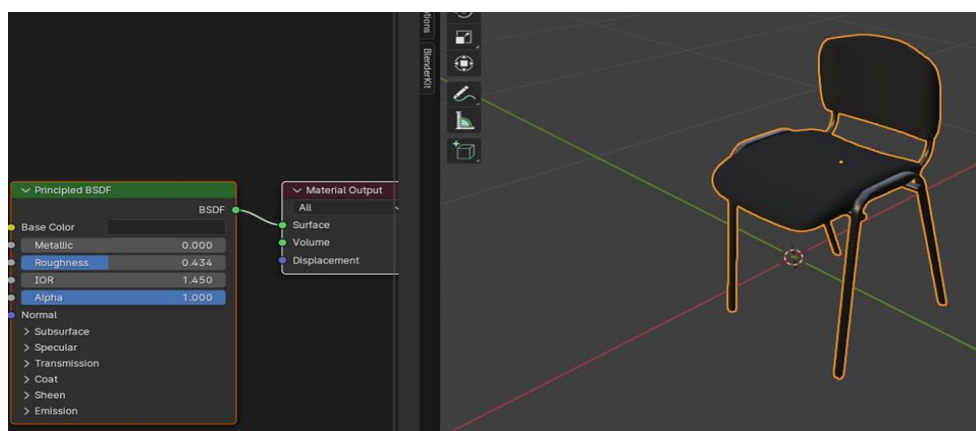 BlenderKit
Principled BSDF
BSDF
Base Color
Metallic 0.000
Roughness 0.434
IOR 1.450
Alpha 1.000
Normal
Subsurface
Specular
Transmission
Coat
Sheen
Emission
Material Output
All
Surface
Volume
Displacement